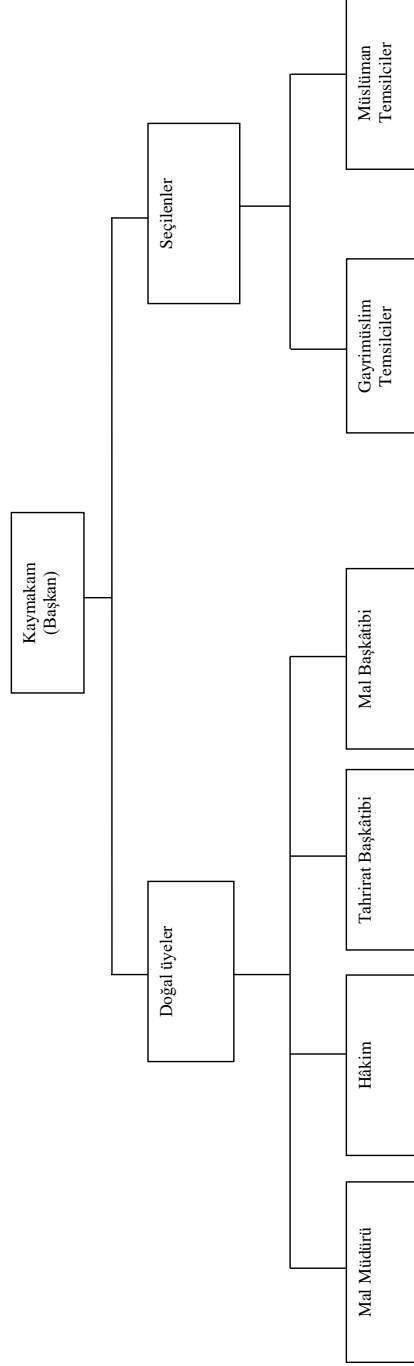 Kaymakam
(Başkan)
Doğal üyeler
Seçilenler
Mal Müdürü
Hâkim
Tahrirat Başkâtibi
Mal Başkâtibi
Gayrimüslim
Temsilciler
Müslüman
Temsilciler